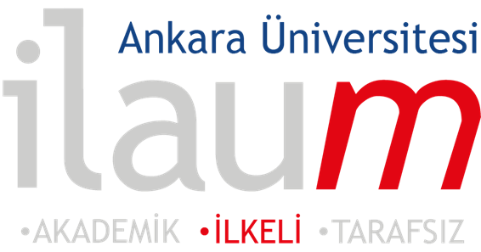 Ankara Üniversitesi
ilaum
•AKADEMİK •İLKELİ •TARAFSIZ